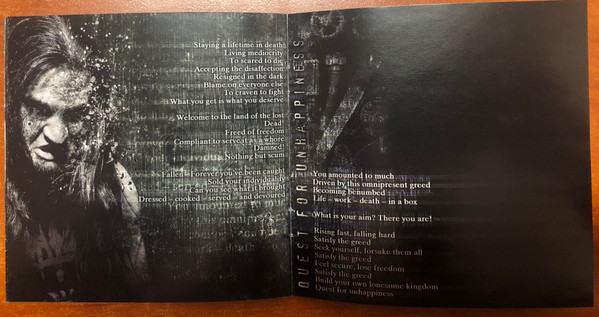 Staying a lifetime in death
Living mediocrity
To scared to die
Accepting the disaffection
Resigned in the dark
Blame on everyone else
To craven to fight
What you get is what you deserve
Welcome to the land of the lost
Dead!
Freed of freedom
Compliant to serve as a whore
Damned!
Nothing but scum
Fallen - Forever you've been caught
Sold your individuality
Can you see what it brought
Dressed – cooked – served – and devoured
QUEST FOR UNHAPPINESS
You amounted to much
Driven by this omnipresent greed
Becoming benumbed
Life – work – death – in a box
What is your aim? There you are!
Rising fast, falling hard
Satisfy the greed
Seek yourself, forsake them all
Satisfy the greed
Feel secure, lose freedom
Satisfy the greed
Build your own lonesome kingdom
Quest for unhappiness